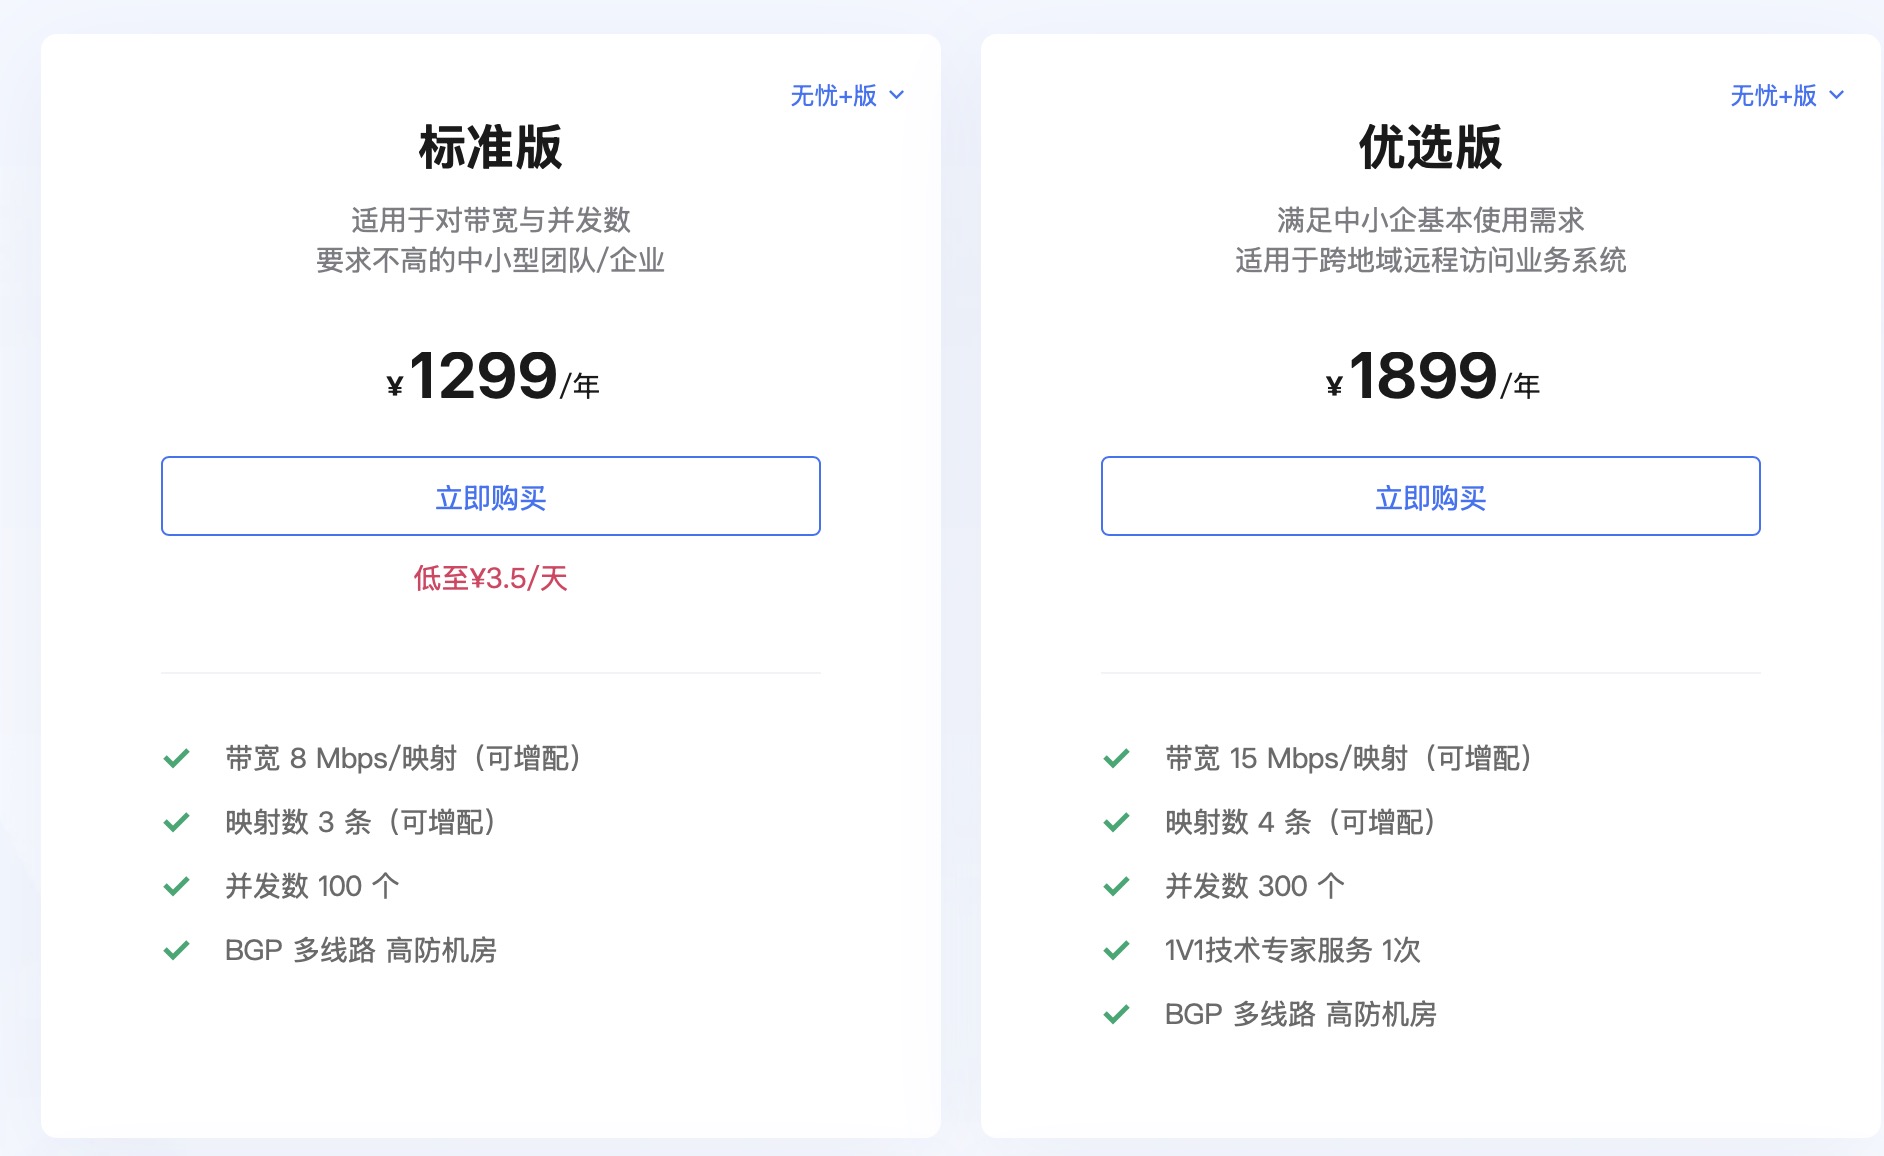 无忧+版
标准版
适用于对带宽与并发数
要求不高的中小型团队/企业
¥1299/年
立即购买
低至¥3.5/天
带宽 8 Mbps/映射（可增配）
映射数 3 条（可增配）
并发数 100 个
BGP 多线路 高防机房
无忧+版
优选版
满足中小企基本使用需求
适用于跨地域远程访问业务系统
¥1899/年
立即购买
带宽 15 Mbps/映射（可增配）
映射数 4 条（可增配）
并发数 300 个
1V1技术专家服务 1次
BGP 多线路 高防机房